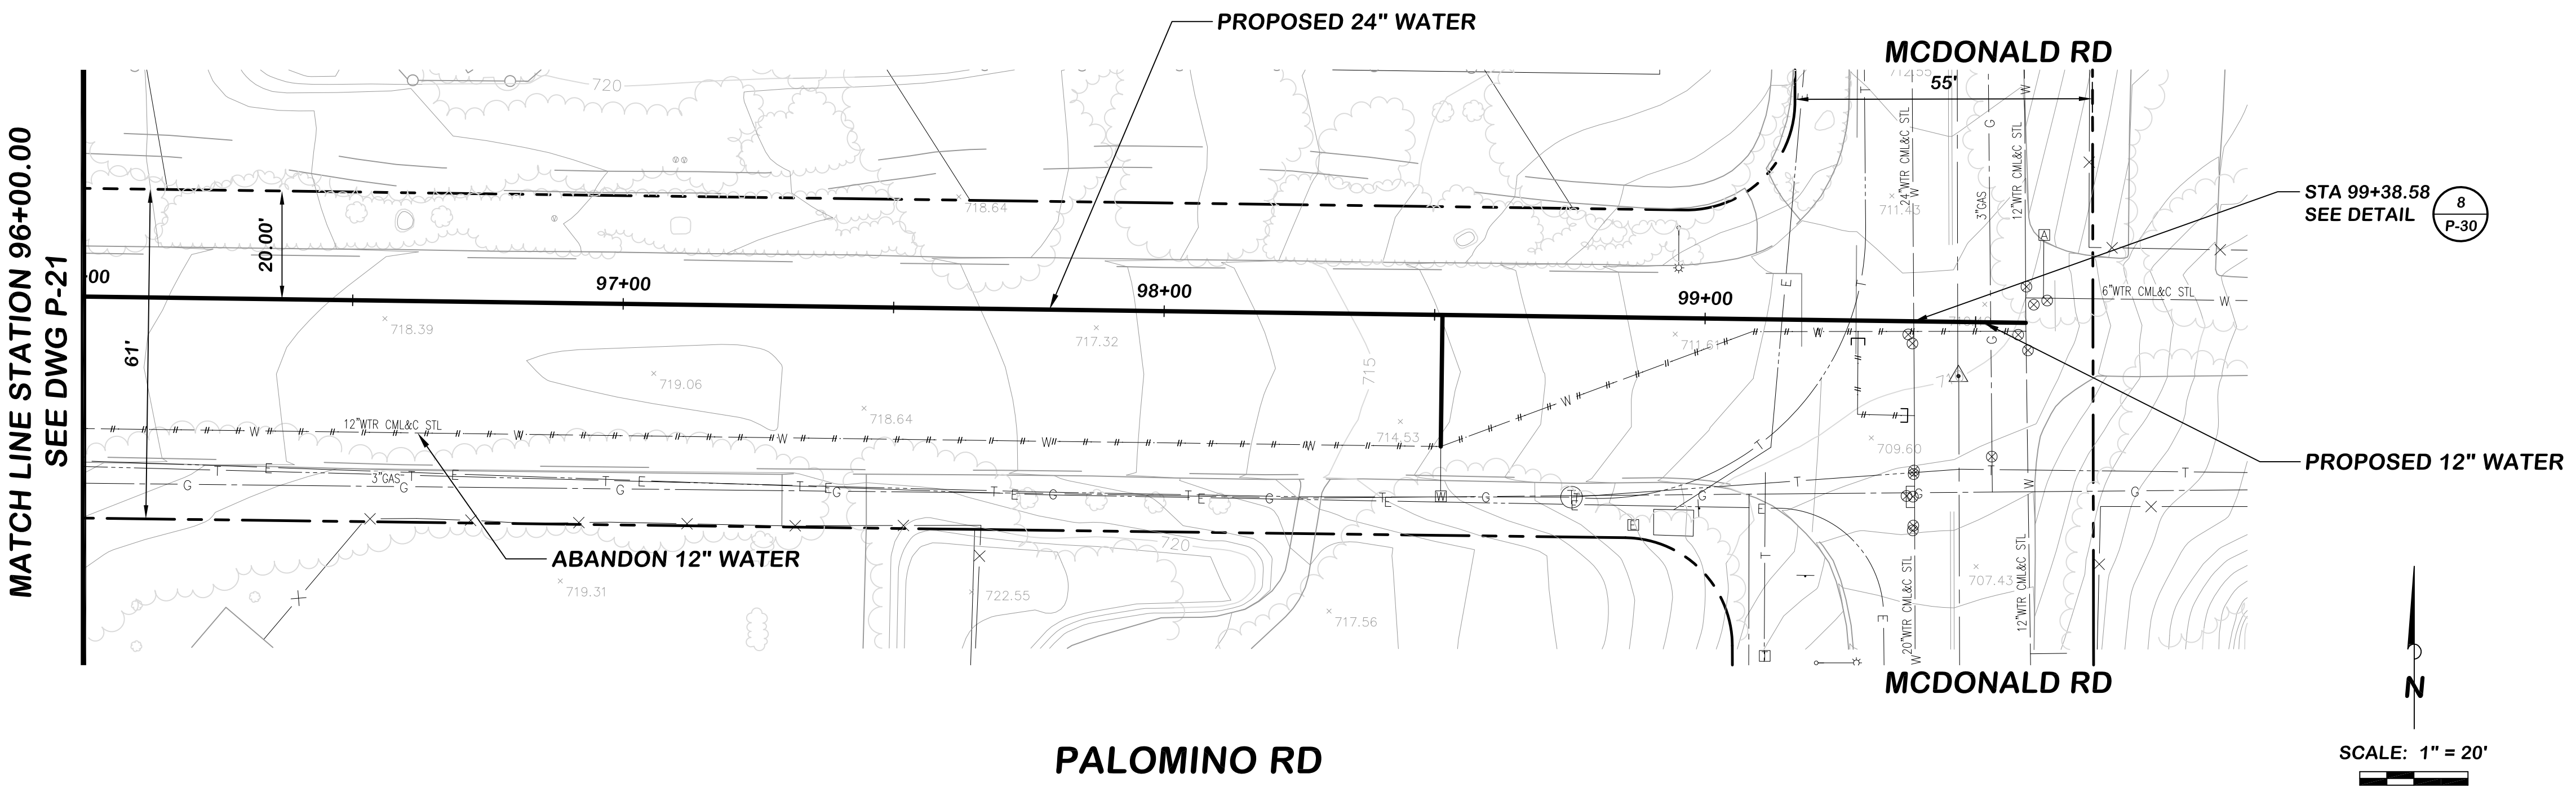 PROPOSED 24" WATER
MCDONALD RD
55'
712.55
720
MATCH LINE STATION 96+00.00
SEE DWG P-21
20.00'
61'
718.64
24"WTR CML&C STL
711.43
3"GAS
12"WTR CML&C STL
STA 99+38.58
SEE DETAIL
8
P-30
A
6"WTR CML&C STL
W
+00
97+00
98+00
99+00
718.39
717.32
711.61
719.06
715
718.64
714.53
709.60
12"WTR CML&C STL
W W W W W
W W
3"GAS
T E T E T E T E T E T E T E
G G G G G G G G G
W
T
E
PROPOSED 12" WATER
ABANDON 12" WATER
720
719.31
722.55
717.56
707.43
20"WTR CML&C STL
12"WTR CML&C STL
T
MCDONALD RD
PALOMINO RD
N
SCALE: 1" = 20'